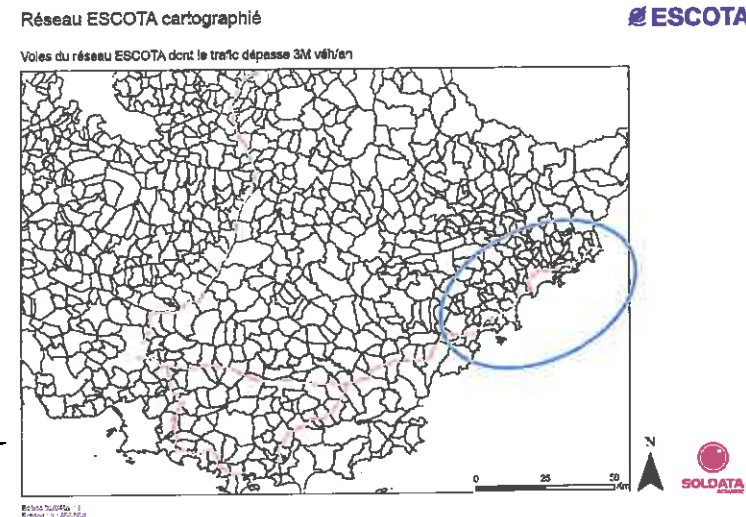 Réseau ESCOTA cartographié
ESCOTA
Voies du réseau ESCOTA dont le trafic dépasse 3M véh/an
N
0 25 50
Km
SOLDATA